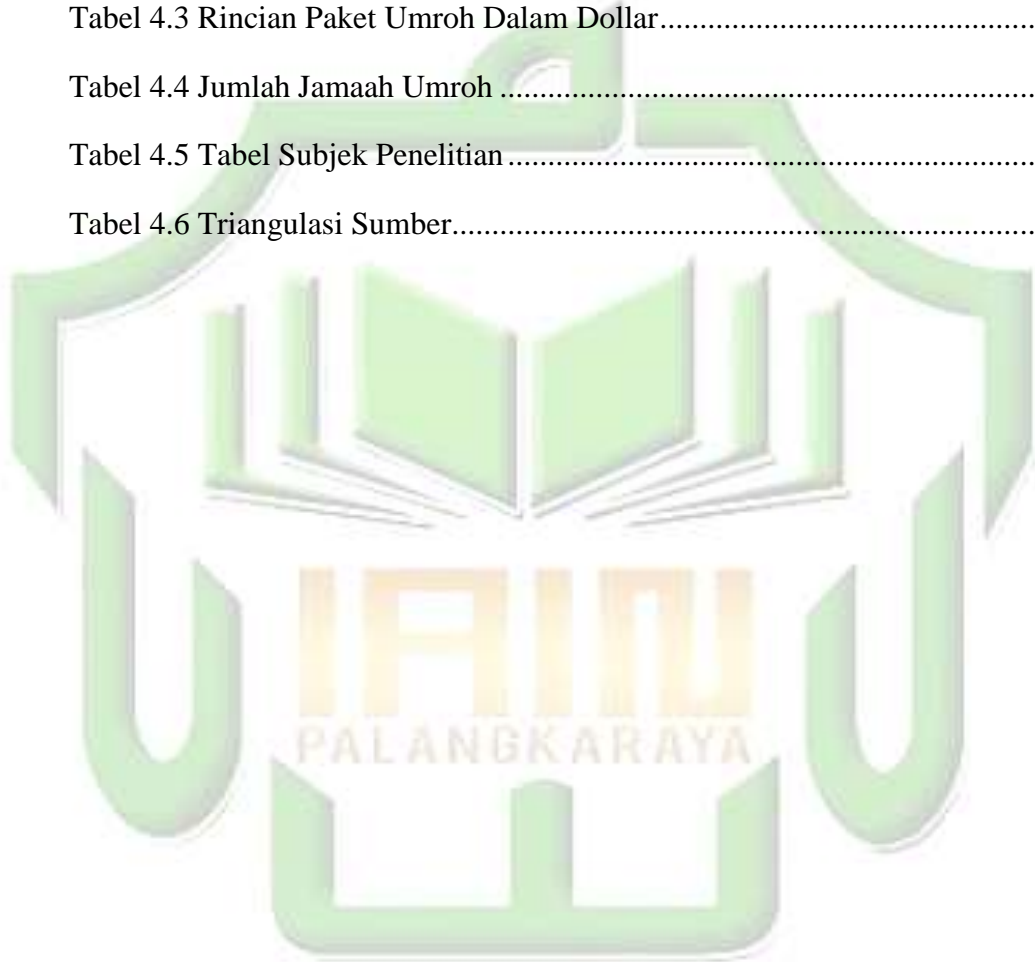 Tabel 4.3 Rincian Paket Umroh Dalam Dollar................................................
Tabel 4.4 Jumlah Jamaah Umroh ....................................................................
Tabel 4.5 Tabel Subjek Penelitian ...................................................................
Tabel 4.6 Triangulasi Sumber..........................................................................
IAIN
PALANGKARAYA